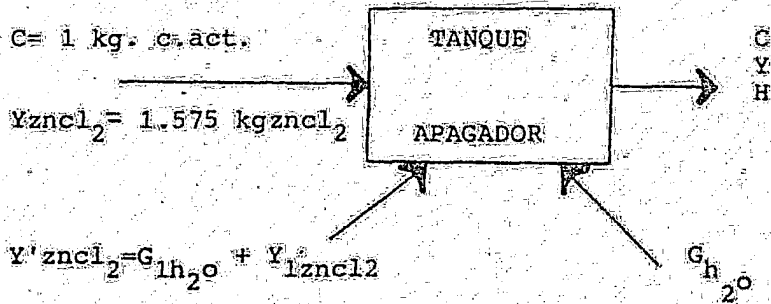 C= 1 kg. c.act.
TANQUE
C
Y
H
Yzncl2= 1.575 kgzncl2
APAGADOR
Y'zncl2=G1h2o + Y1zncl2
Gh2o